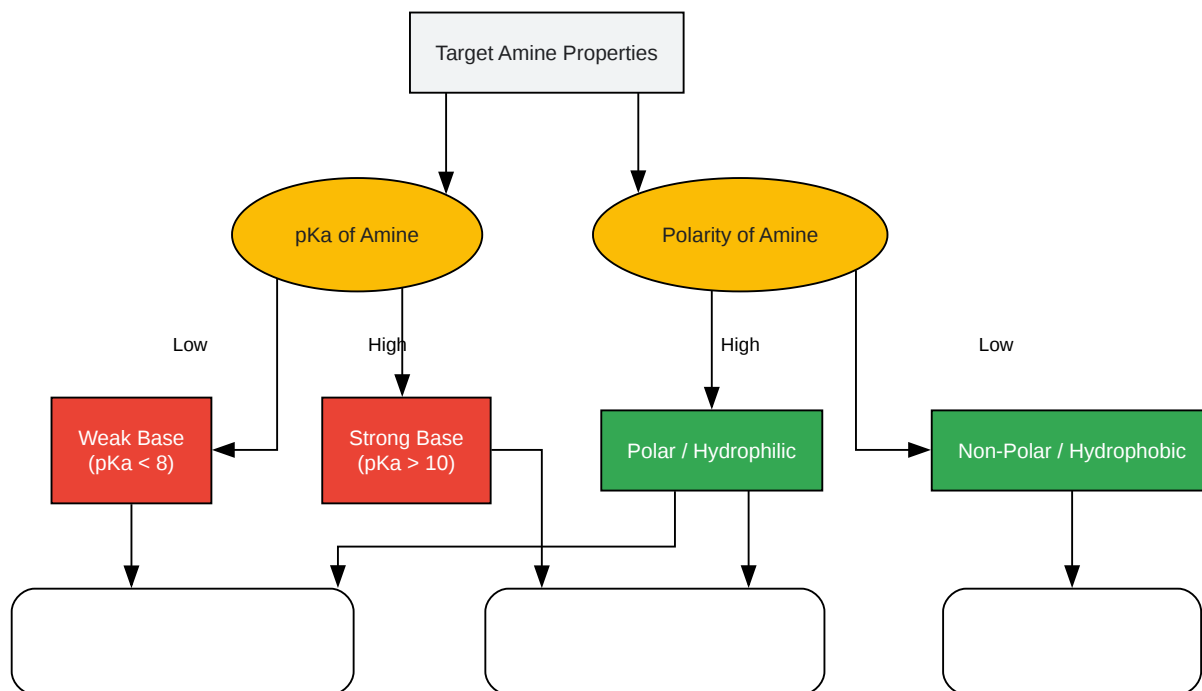 Target Amine Properties
pKa of Amine
Polarity of Amine
Low
High
High
Low
Weak Base
(pKa < 8)
Strong Base
(pKa > 10)
Polar / Hydrophilic
Non-Polar / Hydrophobic